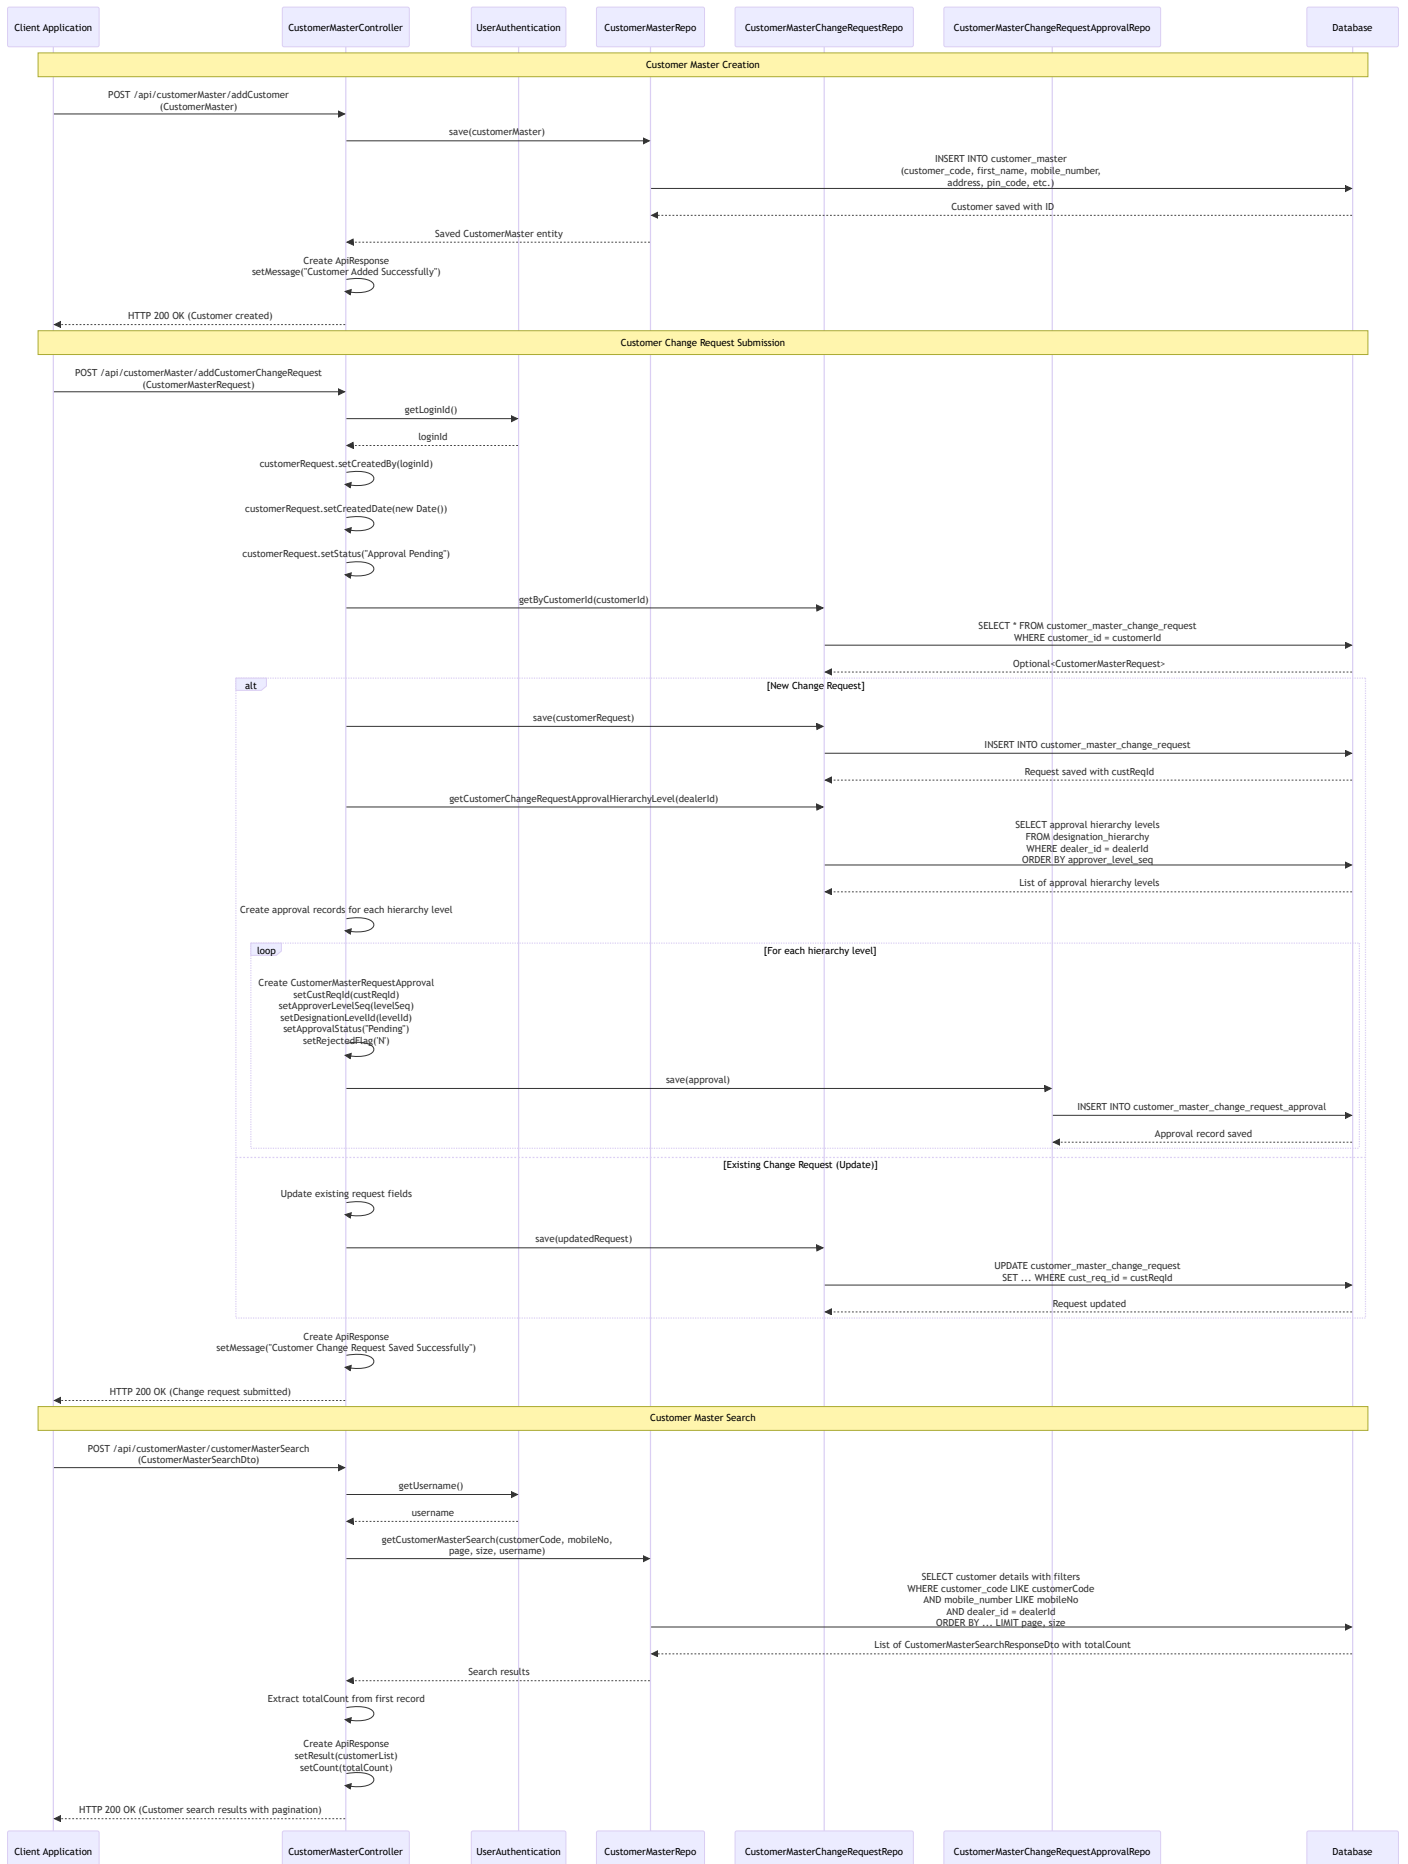 Client Application
CustomerMasterController
UserAuthentication
CustomerMasterRepo
CustomerMasterChangeRequestRepo
CustomerMasterChangeRequestApprovalRepo
Database
Customer Master Creation
POST /api/customerMaster/addCustomer
(CustomerMaster)
save(customerMaster)
INSERT INTO customer_master
(customer_code, first_name, mobile_number,
address, pin_code, etc.)
Customer saved with ID
Saved CustomerMaster entity
Create ApiResponse
setMessage("Customer Added Successfully")
HTTP 200 OK (Customer created)
Customer Change Request Submission
POST /api/customerMaster/addCustomerChangeRequest
(CustomerMasterRequest)
getLoginId()
loginId
customerRequest.setCreatedBy(loginId)
customerRequest.setCreatedDate(new Date())
customerRequest.setStatus("Approval Pending")
getByCustomerId(customerId)
SELECT * FROM customer_master_change_request
WHERE customer_id = customerId
Optional<CustomerMasterRequest>
alt
[New Change Request]
save(customerRequest)
INSERT INTO customer_master_change_request
Request saved with custReqId
getCustomerChangeRequestApprovalHierarchyLevel(dealerId)
SELECT approval hierarchy levels
FROM designation_hierarchy
WHERE dealer_id = dealerId
ORDER BY approver_level_seq
List of approval hierarchy levels
Create approval records for each hierarchy level
loop
[For each hierarchy level]
Create CustomerMasterRequestApproval
setCustReqId(custReqId)
setApproverLevelSeq(levelSeq)
setDesignationLevelId(levelId)
setApprovalStatus("Pending")
setRejectedFlag('N')
save(approval)
INSERT INTO customer_master_change_request_approval
Approval record saved
[Existing Change Request (Update)]
Update existing request fields
save(updatedRequest)
UPDATE customer_master_change_request
SET ... WHERE cust_req_id = custReqId
Request updated
Create ApiResponse
setMessage("Customer Change Request Saved Successfully")
HTTP 200 OK (Change request submitted)
Customer Master Search
POST /api/customerMaster/customerMasterSearch
(CustomerMasterSearchDto)
getUsername()
username
getCustomerMasterSearch(customerCode, mobileNo,
page, size, username)
SELECT customer details with filters
WHERE customer_code LIKE customerCode
AND mobile_number LIKE mobileNo
AND dealer_id = dealerId
ORDER BY ... LIMIT page, size
List of CustomerMasterSearchResponseDto with totalCount
Search results
Extract totalCount from first record
Create ApiResponse
setResult(customerList)
setCount(totalCount)
HTTP 200 OK (Customer search results with pagination)
Client Application
CustomerMasterController
UserAuthentication
CustomerMasterRepo
CustomerMasterChangeRequestRepo
CustomerMasterChangeRequestApprovalRepo
Database